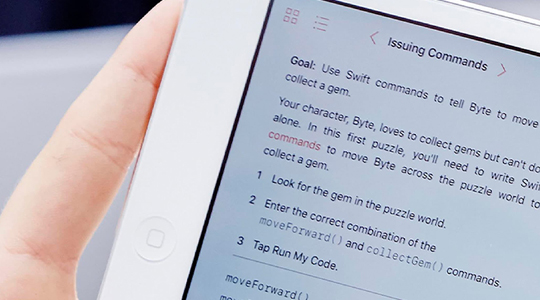 Issuing Commands
Goal: Use Swift commands to tell Byte to move
collect a gem.
Your character, Byte, loves to collect gems but can't do
alone. In this first puzzle, you'll need to write
commands to move Byte across the puzzle world to
collect a gem.
1 Look for the gem in the puzzle world.
2 Enter the correct combination of the
moveForward() and collectGem() commands.
3 Tap Run My Code.
moveForward()